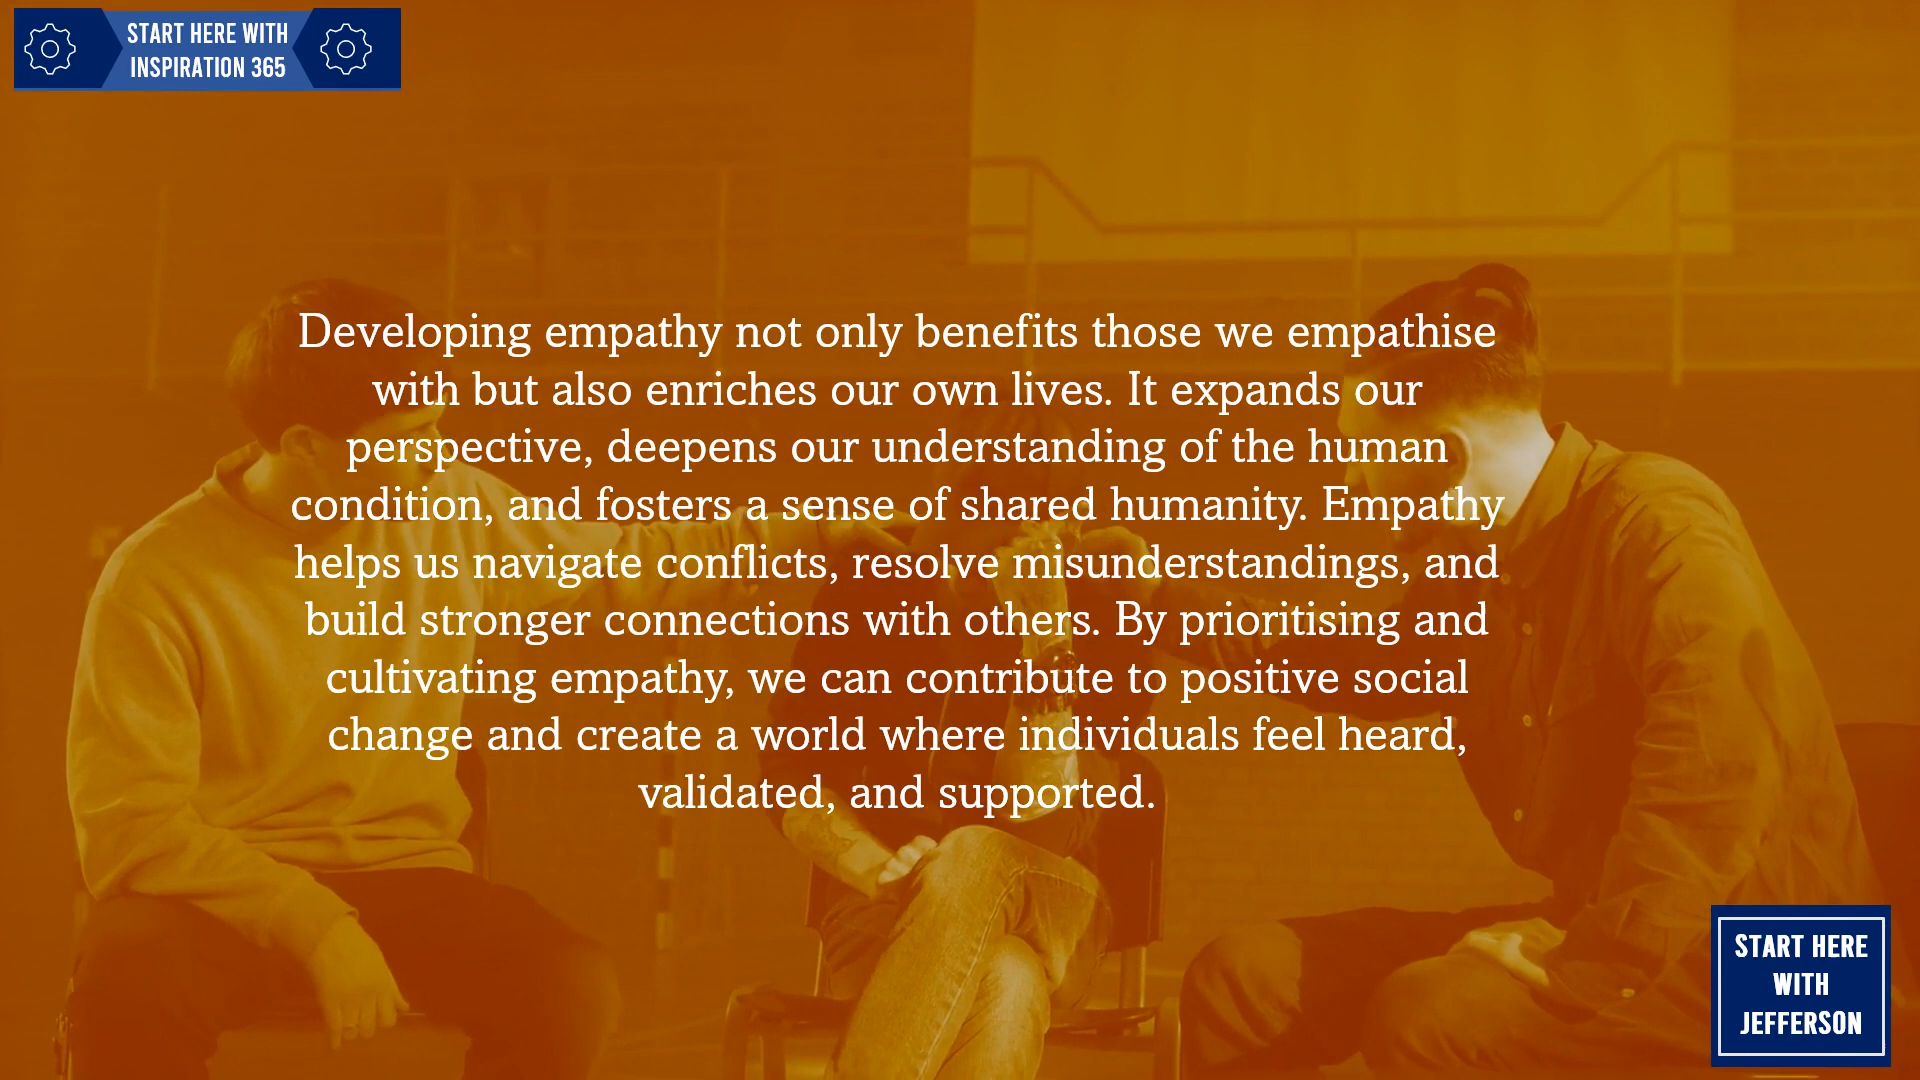 START HERE WITH
INSPIRATION 365
Developing empathy not only benefits those we empathise
with but also enriches our own lives. It expands our
perspective, deepens our understanding of the human
condition, and fosters a sense of shared humanity. Empathy
helps us navigate conflicts, resolve misunderstandings, and
build stronger connections with others. By prioritising and
cultivating empathy, we can contribute to positive social
change and create a world where individuals feel heard,
validated, and supported.
START HERE
WITH
JEFFERSON